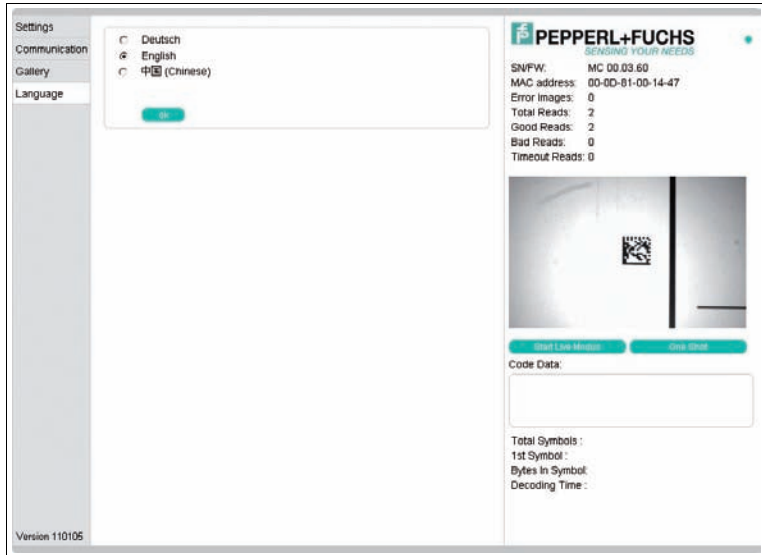 Settings
Communication
Gallery
Language
Deutsch
English
中国 (Chinese)
Ok
Version 110105
PEPPERL+FUCHS
SENSING YOUR NEEDS
SN/FW: MC 00.03.60
MAC address: 00-0D-81-00-14-47
Error Images: 0
Total Reads: 2
Good Reads: 2
Bad Reads: 0
Timeout Reads: 0
Start Live Modus
One Shot
Code Data:
Total Symbols :
1st Symbol :
Bytes In Symbol:
Decoding Time :